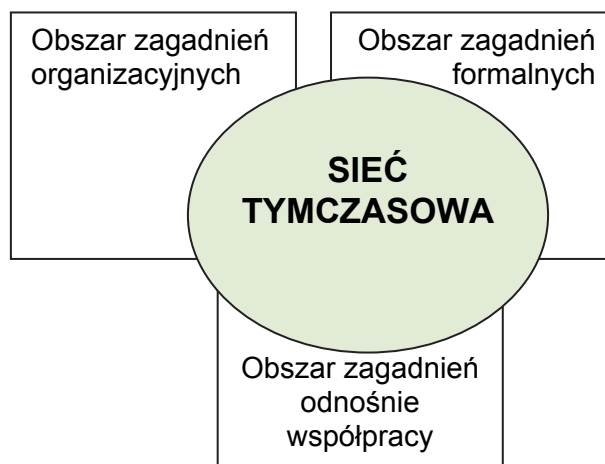 Obszar zagadnień
organizacyjnych
Obszar zagadnień
formalnych
SIEĆ
TYMCZASOWA
Obszar zagadnień
odnośnie
współpracy